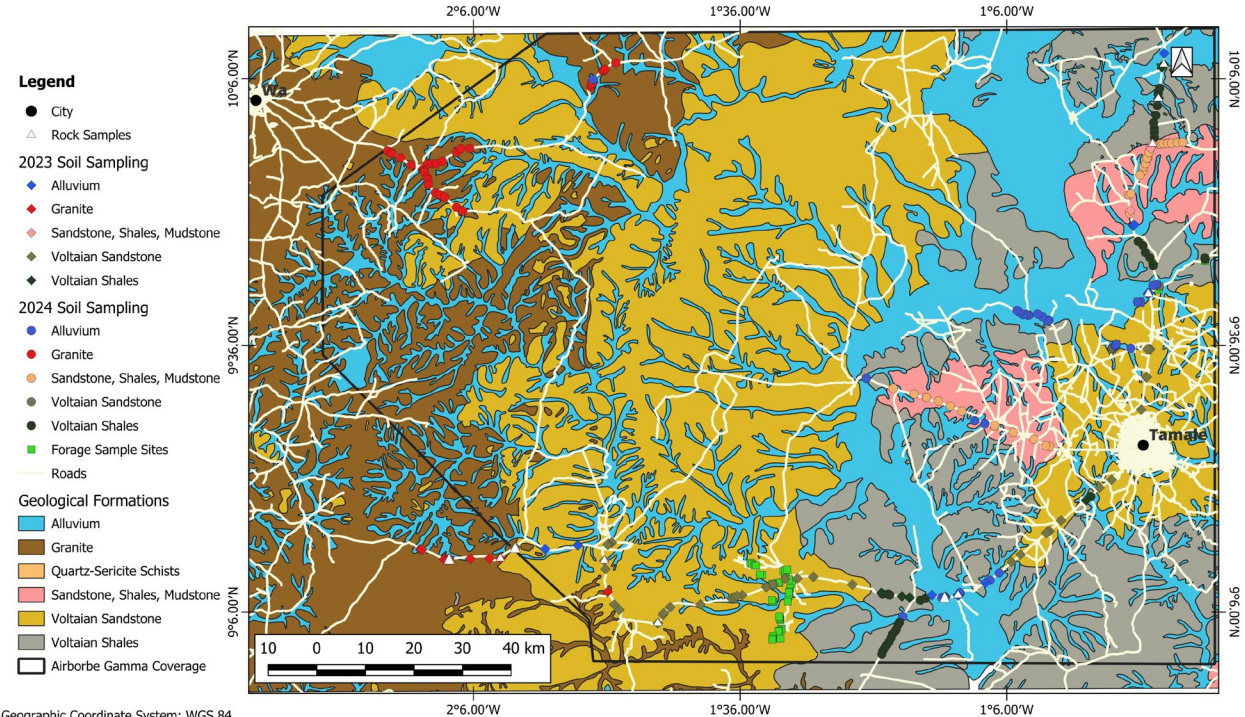 2°6.00'W 1°36.00'W 1°6.00'W
10°6.00'N
10°6.00'N
Wa
Legend
City
Rock Samples
2023 Soil Sampling
Alluvium
Granite
Sandstone, Shales, Mudstone
Voltaian Sandstone
Voltaian Shales
2024 Soil Sampling
Alluvium
Granite
Sandstone, Shales, Mudstone
Voltaian Sandstone
Voltaian Shales
Forage Sample Sites
Roads
Geological Formations
Alluvium
Granite
Quartz-Sericite Schists
Sandstone, Shales, Mudstone
Voltaian Sandstone
Voltaian Shales
Airborbe Gamma Coverage
9°36.00'N
9°36.00'N
Tamale
9°6.00'N
9°6.00'N
10 0 10 20 30 40 km
2°6.00'W 1°36.00'W 1°6.00'W
Geographic Coordinate System: WGS 84